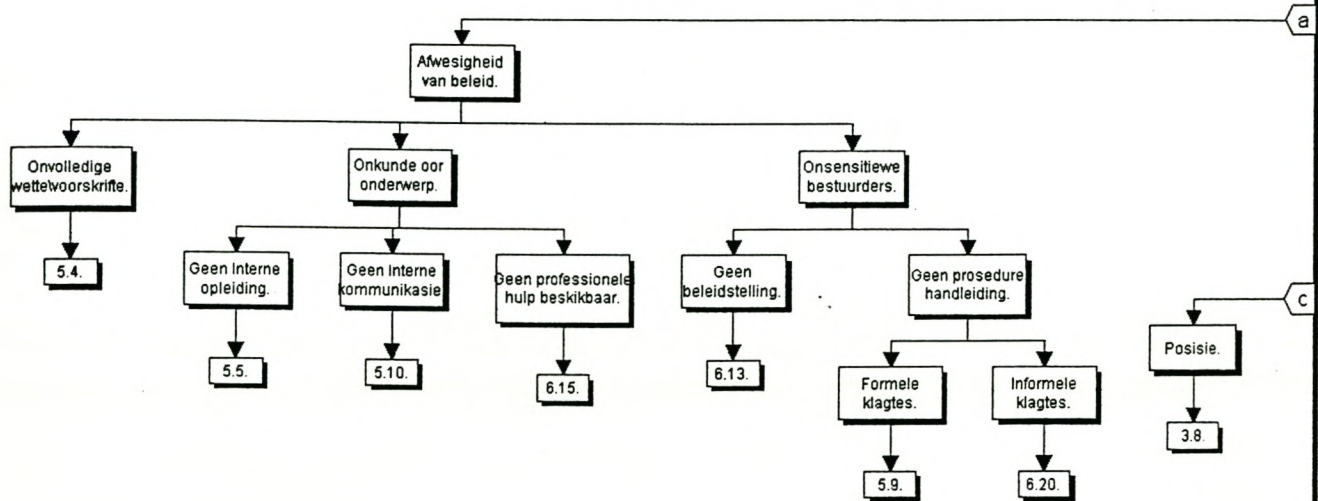 a
Afwesigheid
van beleid.
Onvolledige
wettelvoorskrifte.
Onkunde oor
onderwerp.
Onsensitiewe
bestuurders.
5.4.
Geen interne
opleiding.
Geen interne
kommunikasie
Geen professionele
hulp beskikbaar.
Geen
beleidstelling.
Geen prosedure
handleiding.
c
Posisie.
5.5.
5.10.
6.15.
6.13.
Formele
klagtes.
Informele
klagtes.
3.8.
5.9.
6.20.